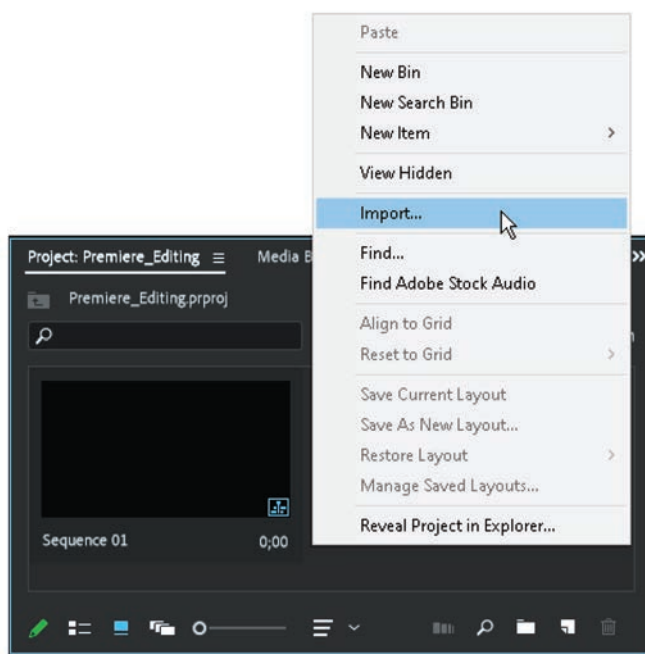 Paste
New Bin
New Search Bin
New Item
View Hidden
Import...
Find...
Find Adobe Stock Audio
Align to Grid
Reset to Grid
Save Current Layout
Save As New Layout...
Restore Layout
Manage Saved Layouts...
Reveal Project in Explorer...
Project: Premiere_Editing
Media B
Premiere_Editing.prproj
Sequence 01
0;00